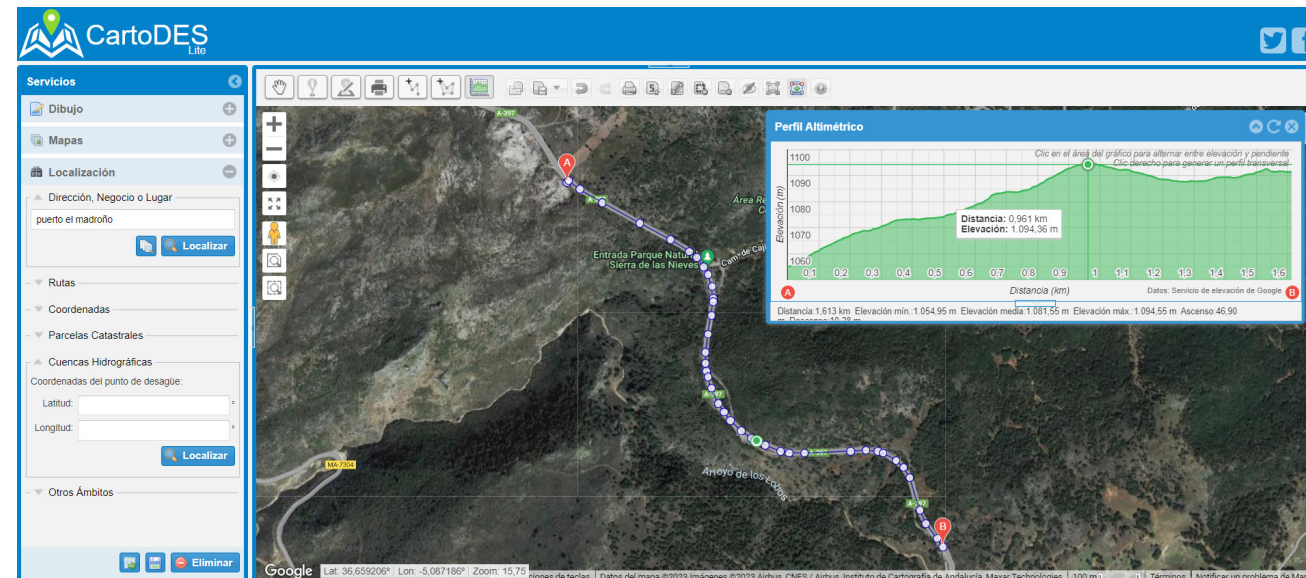 CartoDES
Lite
Servicios
Dibujo
Mapas
Localización
Dirección, Negocio o Lugar
puerto el madroño
Localizar
Rutas
Coordenadas
Parcelas Catastrales
Cuencas Hidrográficas
Coordenadas del punto de desagüe:
Latitud:
°
Longitud:
°
Localizar
Otros Ámbitos
Eliminar
A-397
A
Área
Entrada Parque Natural
Sierra de las Nieves
A-397
MA-7304
Arroyo de los Lobos
B
Perfil Altimétrico
Clic en el área del gráfico para alternar entre elevación y pendiente
Clic derecho para generar un perfil transversal
Elevación (m)
1100
1090
1080
1070
1060
Distancia: 0,961 km
Elevación: 1.094,36 m
0,1 0,2 0,3 0,4 0,5 0,6 0,7 0,8 0,9 1 1,1 1,2 1,3 1,4 1,5 1,6
A
Distancia (km)
Datos: Servicio de elevación de Google
B
Distancia:1,613 km Elevación mín.:1.054,95 m Elevación media:1.081,55 m Elevación máx.:1.094,55 m Ascenso:46,90
Google
Lat: 36,659206° Lon: -5,087186° Zoom: 15,75
ciones de teclas Datos del mapa ©2023 Imágenes ©2023 Airbus, CNES / Airbus, Instituto de Cartografía de Andalucía, Maxar Technologies 100 m Términos Notificar un problema de